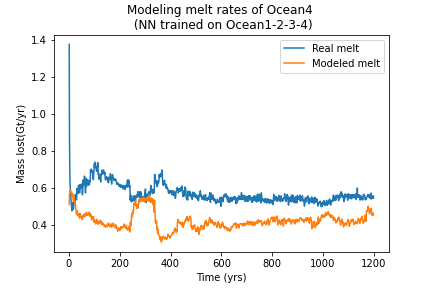 Modeling melt rates of Ocean4
(NN trained on Ocean1-2-3-4)
Real melt
Modeled melt
Mass lost(Gt/yr)
1.4
1.2
1.0
0.8
0.6
0.4
0 200 400 600 800 1000 1200
Time (yrs)